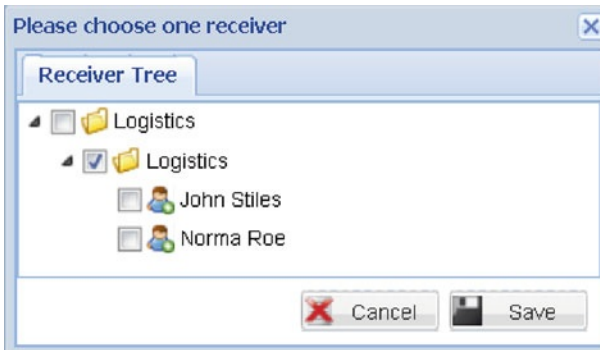 Please choose one receiver
Receiver Tree
Logistics
Logistics
John Stiles
Norma Roe
Cancel Save